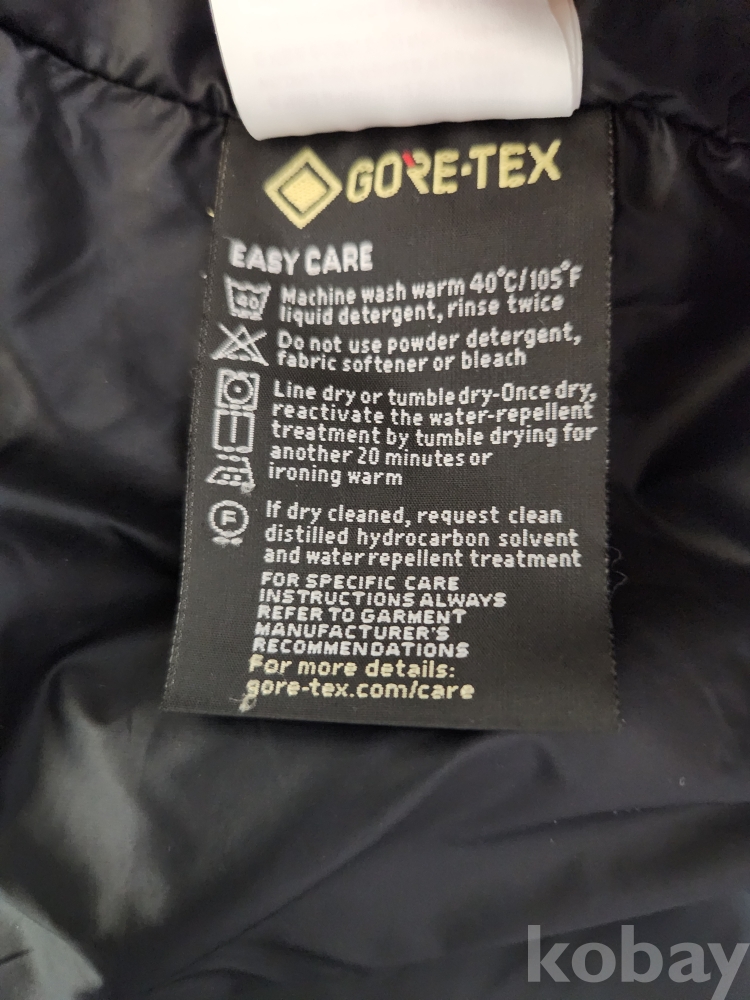 GORE-TEX
EASY CARE
40
Machine wash warm 40°C/105°F
liquid detergent, rinse twice
Do not use powder detergent,
fabric softener or bleach
Line dry or tumble dry-Once dry,
reactivate the water-repellent
treatment by tumble drying for
another 20 minutes or
ironing warm
F
If dry cleaned, request clean
distilled hydrocarbon solvent
and water repellent treatment
FOR SPECIFIC CARE
INSTRUCTIONS ALWAYS
REFER TO GARMENT
MANUFACTURER'S
RECOMMENDATIONS
For more details:
gore-tex.com/care
kobay